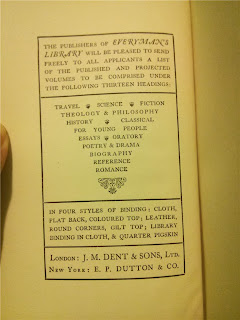 THE PUBLISHERS OF EVERYMAN'S
LIBRARY WILL BE PLEASED TO SEND
FREELY TO ALL APPLICANTS A LIST
OF THE PUBLISHED AND PROJECTED
VOLUMES TO BE COMPRISED UNDER
THE FOLLOWING THIRTEEN HEADINGS:
TRAVEL SCIENCE FICTION
THEOLOGY & PHILOSOPHY
HISTORY CLASSICAL
FOR YOUNG PEOPLE
ESSAYS ORATORY
POETRY & DRAMA
BIOGRAPHY
REFERENCE
ROMANCE
IN FOUR STYLES OF BINDING: CLOTH,
FLAT BACK, COLOURED TOP; LEATHER,
ROUND CORNERS, GILT TOP; LIBRARY
BINDING IN CLOTH, & QUARTER PIGSKIN
LONDON: J. M. DENT & SONS, LTD.
NEW YORK: E. P. DUTTON & CO.